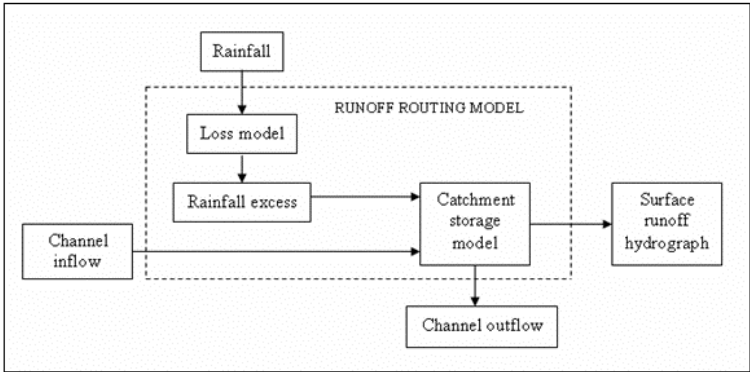 Rainfall
RUNOFF ROUTING MODEL
Loss model
Rainfall excess
Catchment
storage
model
Surface
runoff
hydrograph
Channel
inflow
Channel outflow